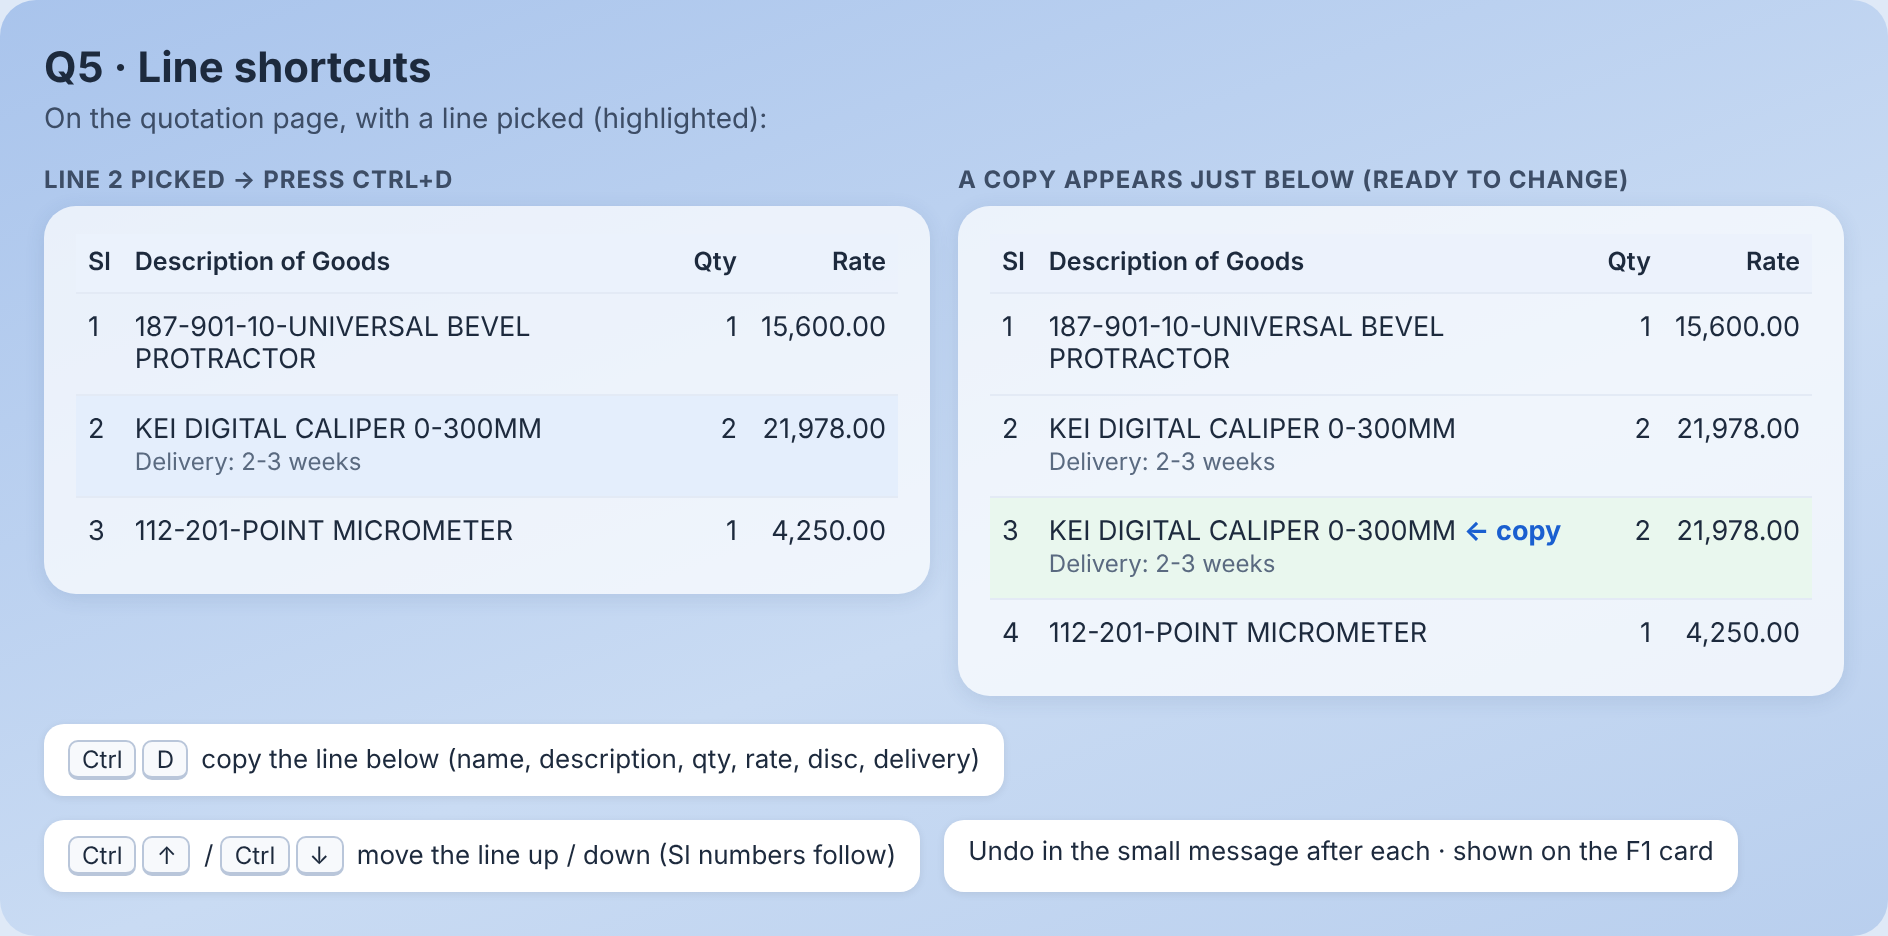 Q5 · Line shortcuts
On the quotation page, with a line picked (highlighted):
LINE 2 PICKED → PRESS CTRL+D
Sl Description of Goods Qty Rate
1 187-901-10-UNIVERSAL BEVEL 1 15,600.00
PROTRACTOR
2 KEI DIGITAL CALIPER 0-300MM 2 21,978.00
Delivery: 2-3 weeks
3 112-201-POINT MICROMETER 1 4,250.00
A COPY APPEARS JUST BELOW (READY TO CHANGE)
Sl Description of Goods Qty Rate
1 187-901-10-UNIVERSAL BEVEL 1 15,600.00
PROTRACTOR
2 KEI DIGITAL CALIPER 0-300MM 2 21,978.00
Delivery: 2-3 weeks
3 KEI DIGITAL CALIPER 0-300MM ← copy 2 21,978.00
Delivery: 2-3 weeks
4 112-201-POINT MICROMETER 1 4,250.00
Ctrl D copy the line below (name, description, qty, rate, disc, delivery)
Ctrl ↑ / Ctrl ↓ move the line up / down (Sl numbers follow)
Undo in the small message after each · shown on the F1 card